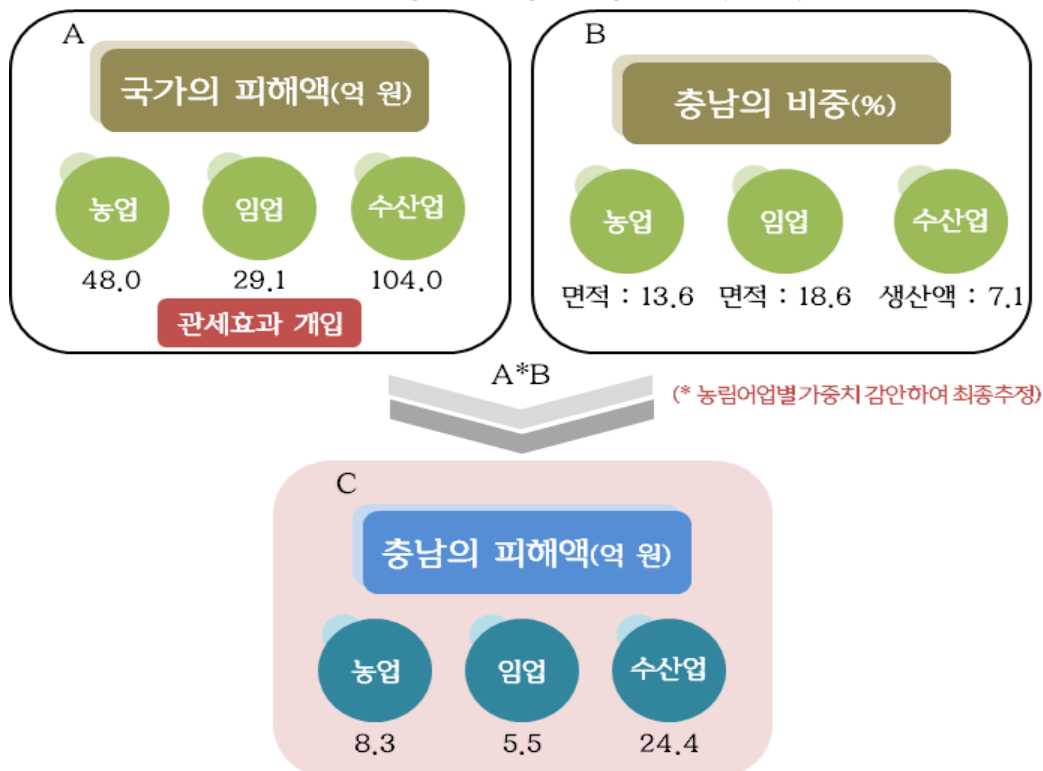 A
국가의 피해액(억 원)
농업 임업 수산업
48.0 29.1 104.0
관세효과 개입
B
충남의 비중(%)
농업 임업 수산업
면적 : 13.6 면적 : 18.6 생산액 : 7.1
A*B
(* 농림어업별 가중치 감안하여 최종추정)
C
충남의 피해액(억 원)
농업 임업 수산업
8.3 5.5 24.4